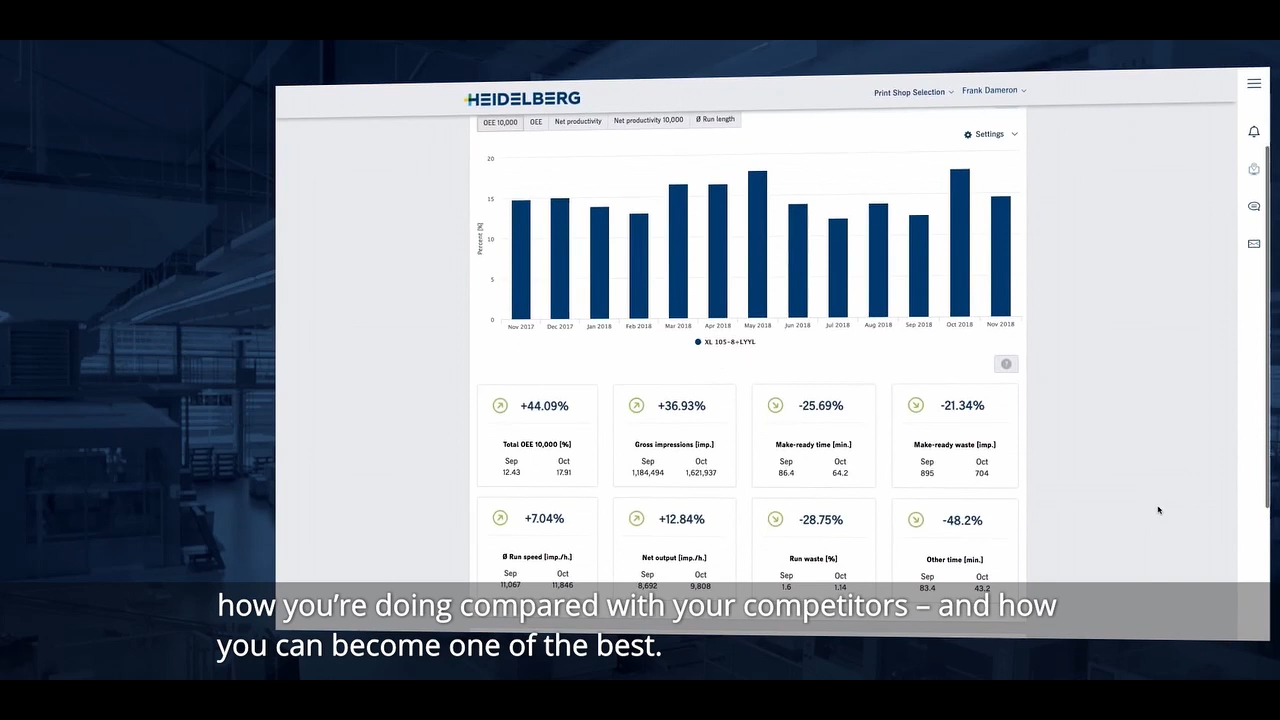 HEIDELBERG
Print Shop Selection
Frank Dameron
OEE 10,000 OEE Net productivity Net productivity 10,000 Ø Run length
Settings
20
15
10
5
0
Percent [%]
Nov 2017 Dec 2017 Jan 2018 Feb 2018 Mar 2018 Apr 2018 May 2018 Jun 2018 Jul 2018 Aug 2018 Sep 2018 Oct 2018 Nov 2018
XL 105-8+LYYL
+44.09% +36.93% -25.69% -21.34%
Total OEE 10,000 [%] Gross impressions [imp.] Make-ready time [min.] Make-ready waste [imp.]
Sep Oct Sep Oct Sep Oct Sep Oct
12.43 17.91 1,184,494 1,621,937 86.4 64.2 895 704
+7.04% +12.84% -28.75% -48.2%
Ø Run speed [imp./h.] Net output [imp./h.] Run waste [%] Other time [min.]
Sep Oct Sep Oct Sep Oct Sep Oct
11,067 11,846 8,692 9,808 1.6 1.14 83.4 43.2
how you're doing compared with your competitors – and how
you can become one of the best.